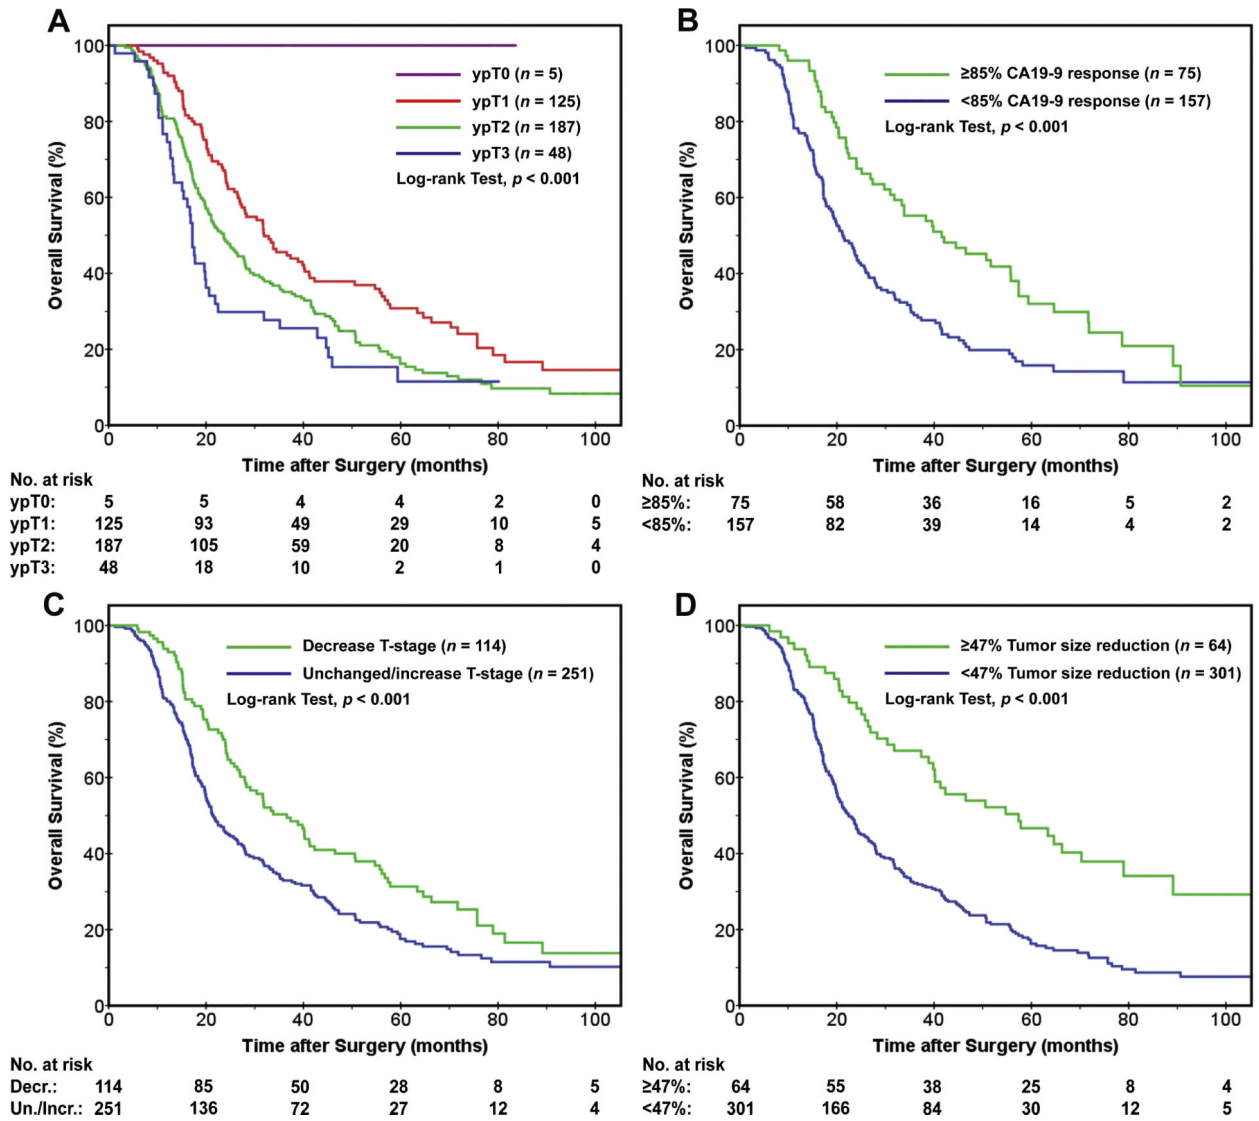 A
Overall Survival (%)
100
80
60
40
20
0
ypT0 (n = 5)
ypT1 (n = 125)
ypT2 (n = 187)
ypT3 (n = 48)
Log-rank Test, p < 0.001
0 20 40 60 80 100
Time after Surgery (months)
No. at risk
ypT0: 5 5 4 4 2 0
ypT1: 125 93 49 29 10 5
ypT2: 187 105 59 20 8 4
ypT3: 48 18 10 2 1 0
B
Overall Survival (%)
100
80
60
40
20
0
≥85% CA19-9 response (n = 75)
<85% CA19-9 response (n = 157)
Log-rank Test, p < 0.001
0 20 40 60 80 100
Time after Surgery (months)
No. at risk
≥85%: 75 58 36 16 5 2
<85%: 157 82 39 14 4 2
C
Overall Survival (%)
100
80
60
40
20
0
Decrease T-stage (n = 114)
Unchanged/increase T-stage (n = 251)
Log-rank Test, p < 0.001
0 20 40 60 80 100
Time after Surgery (months)
No. at risk
Decr.: 114 85 50 28 8 5
Un./Incr.: 251 136 72 27 12 4
D
Overall Survival (%)
100
80
60
40
20
0
≥47% Tumor size reduction (n = 64)
<47% Tumor size reduction (n = 301)
Log-rank Test, p < 0.001
0 20 40 60 80 100
Time after Surgery (months)
No. at risk
≥47%: 64 55 38 25 8 4
<47%: 301 166 84 30 12 5